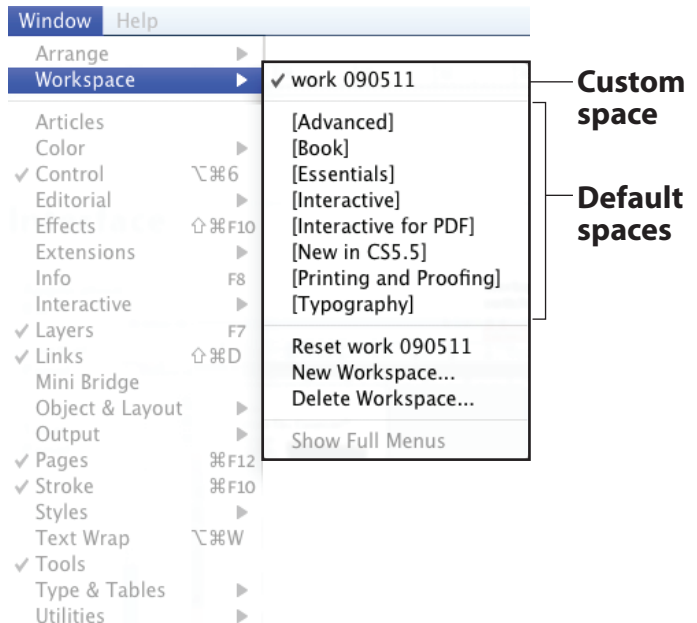 Window Help
Arrange
Workspace
Articles
Color
Control ⌥⌘6
Editorial
Effects ⇧⌘F10
Extensions
Info F8
Interactive
Layers F7
Links ⇧⌘D
Mini Bridge
Object & Layout
Output
Pages ⌘F12
Stroke ⌘F10
Styles
Text Wrap ⌥⌘W
Tools
Type & Tables
Utilities
work 090511
[Advanced]
[Book]
[Essentials]
[Interactive]
[Interactive for PDF]
[New in CS5.5]
[Printing and Proofing]
[Typography]
Reset work 090511
New Workspace...
Delete Workspace...
Show Full Menus
Custom
space
Default
spaces